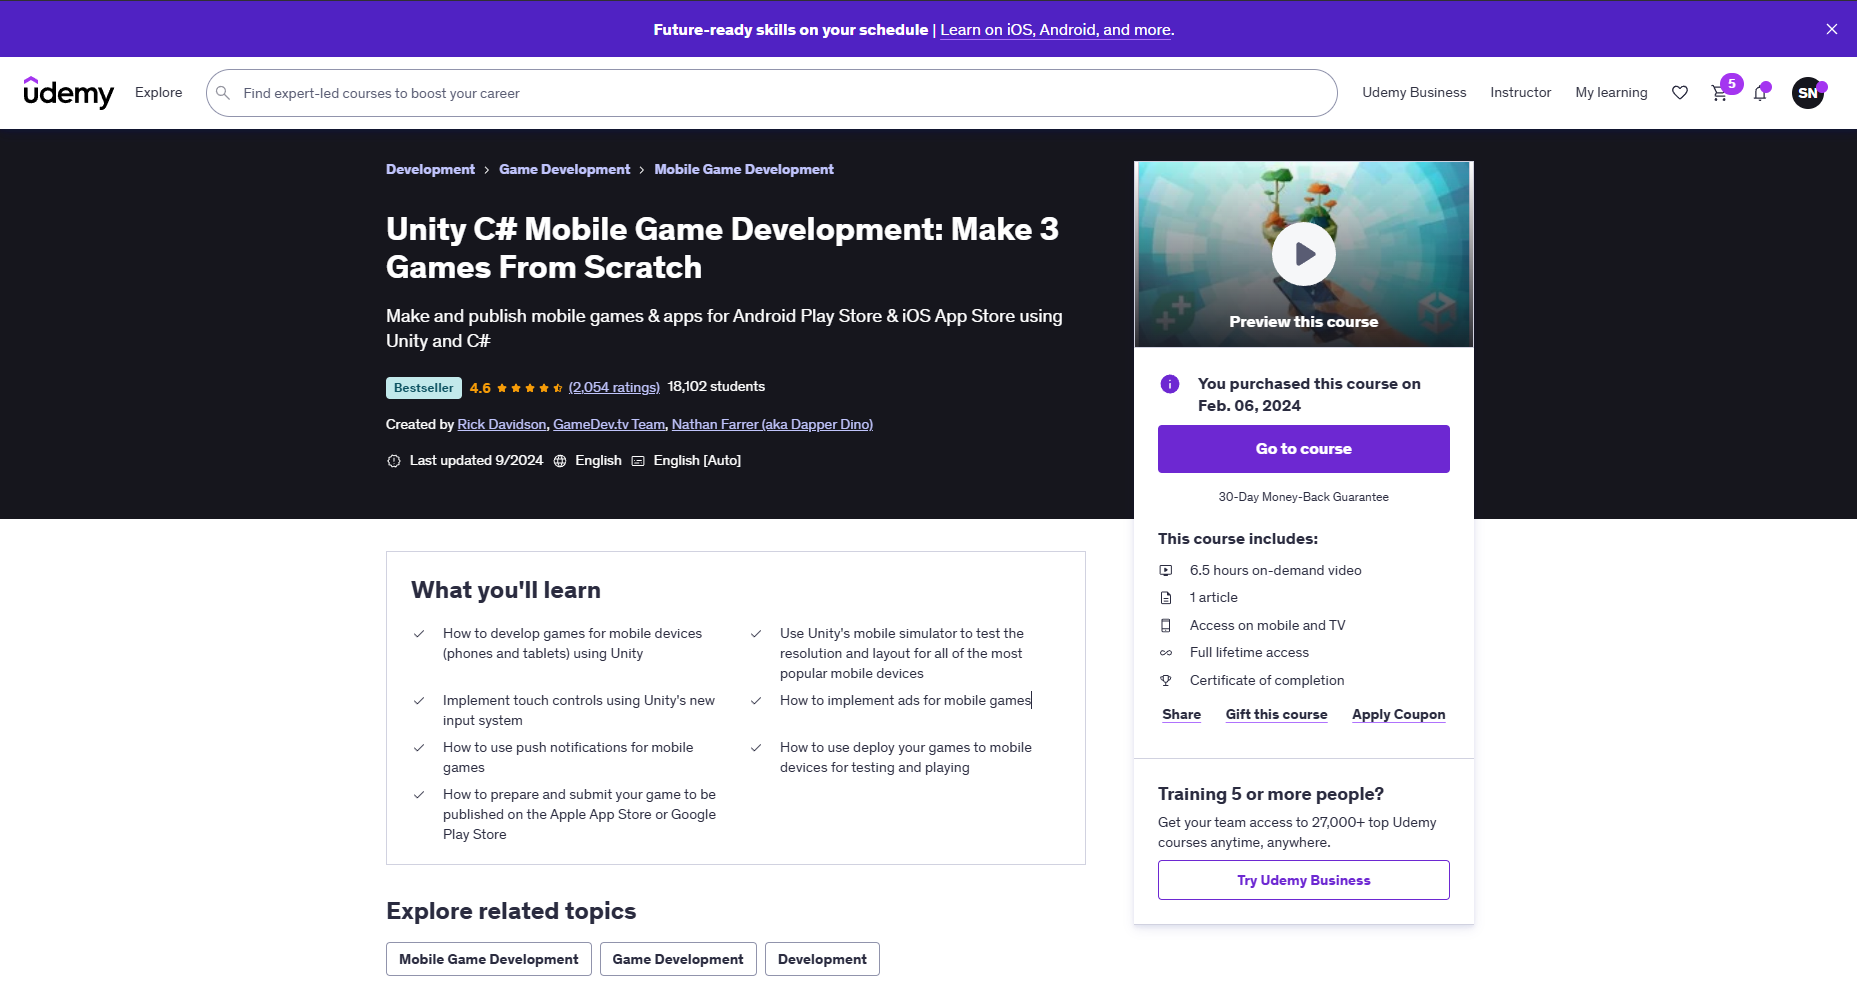 Future-ready skills on your schedule | Learn on iOS, Android, and more.
udemy
Explore
Find expert-led courses to boost your career
Udemy Business
Instructor
My learning
5
SN
Development > Game Development > Mobile Game Development
Unity C# Mobile Game Development: Make 3
Games From Scratch
Make and publish mobile games & apps for Android Play Store & iOS App Store using
Unity and C#
Bestseller 4.6 (2,054 ratings) 18,102 students
Created by Rick Davidson, GameDev.tv Team, Nathan Farrer (aka Dapper Dino)
Last updated 9/2024 English English [Auto]
Preview this course
You purchased this course on
Feb. 06, 2024
Go to course
30-Day Money-Back Guarantee
This course includes:
6.5 hours on-demand video
1 article
Access on mobile and TV
Full lifetime access
Certificate of completion
Share Gift this course Apply Coupon
Training 5 or more people?
Get your team access to 27,000+ top Udemy
courses anytime, anywhere.
Try Udemy Business
What you'll learn
How to develop games for mobile devices
(phones and tablets) using Unity
Use Unity's mobile simulator to test the
resolution and layout for all of the most
popular mobile devices
Implement touch controls using Unity's new
input system
How to implement ads for mobile games
How to use push notifications for mobile
games
How to use deploy your games to mobile
devices for testing and playing
How to prepare and submit your game to be
published on the Apple App Store or Google
Play Store
Explore related topics
Mobile Game Development
Game Development
Development